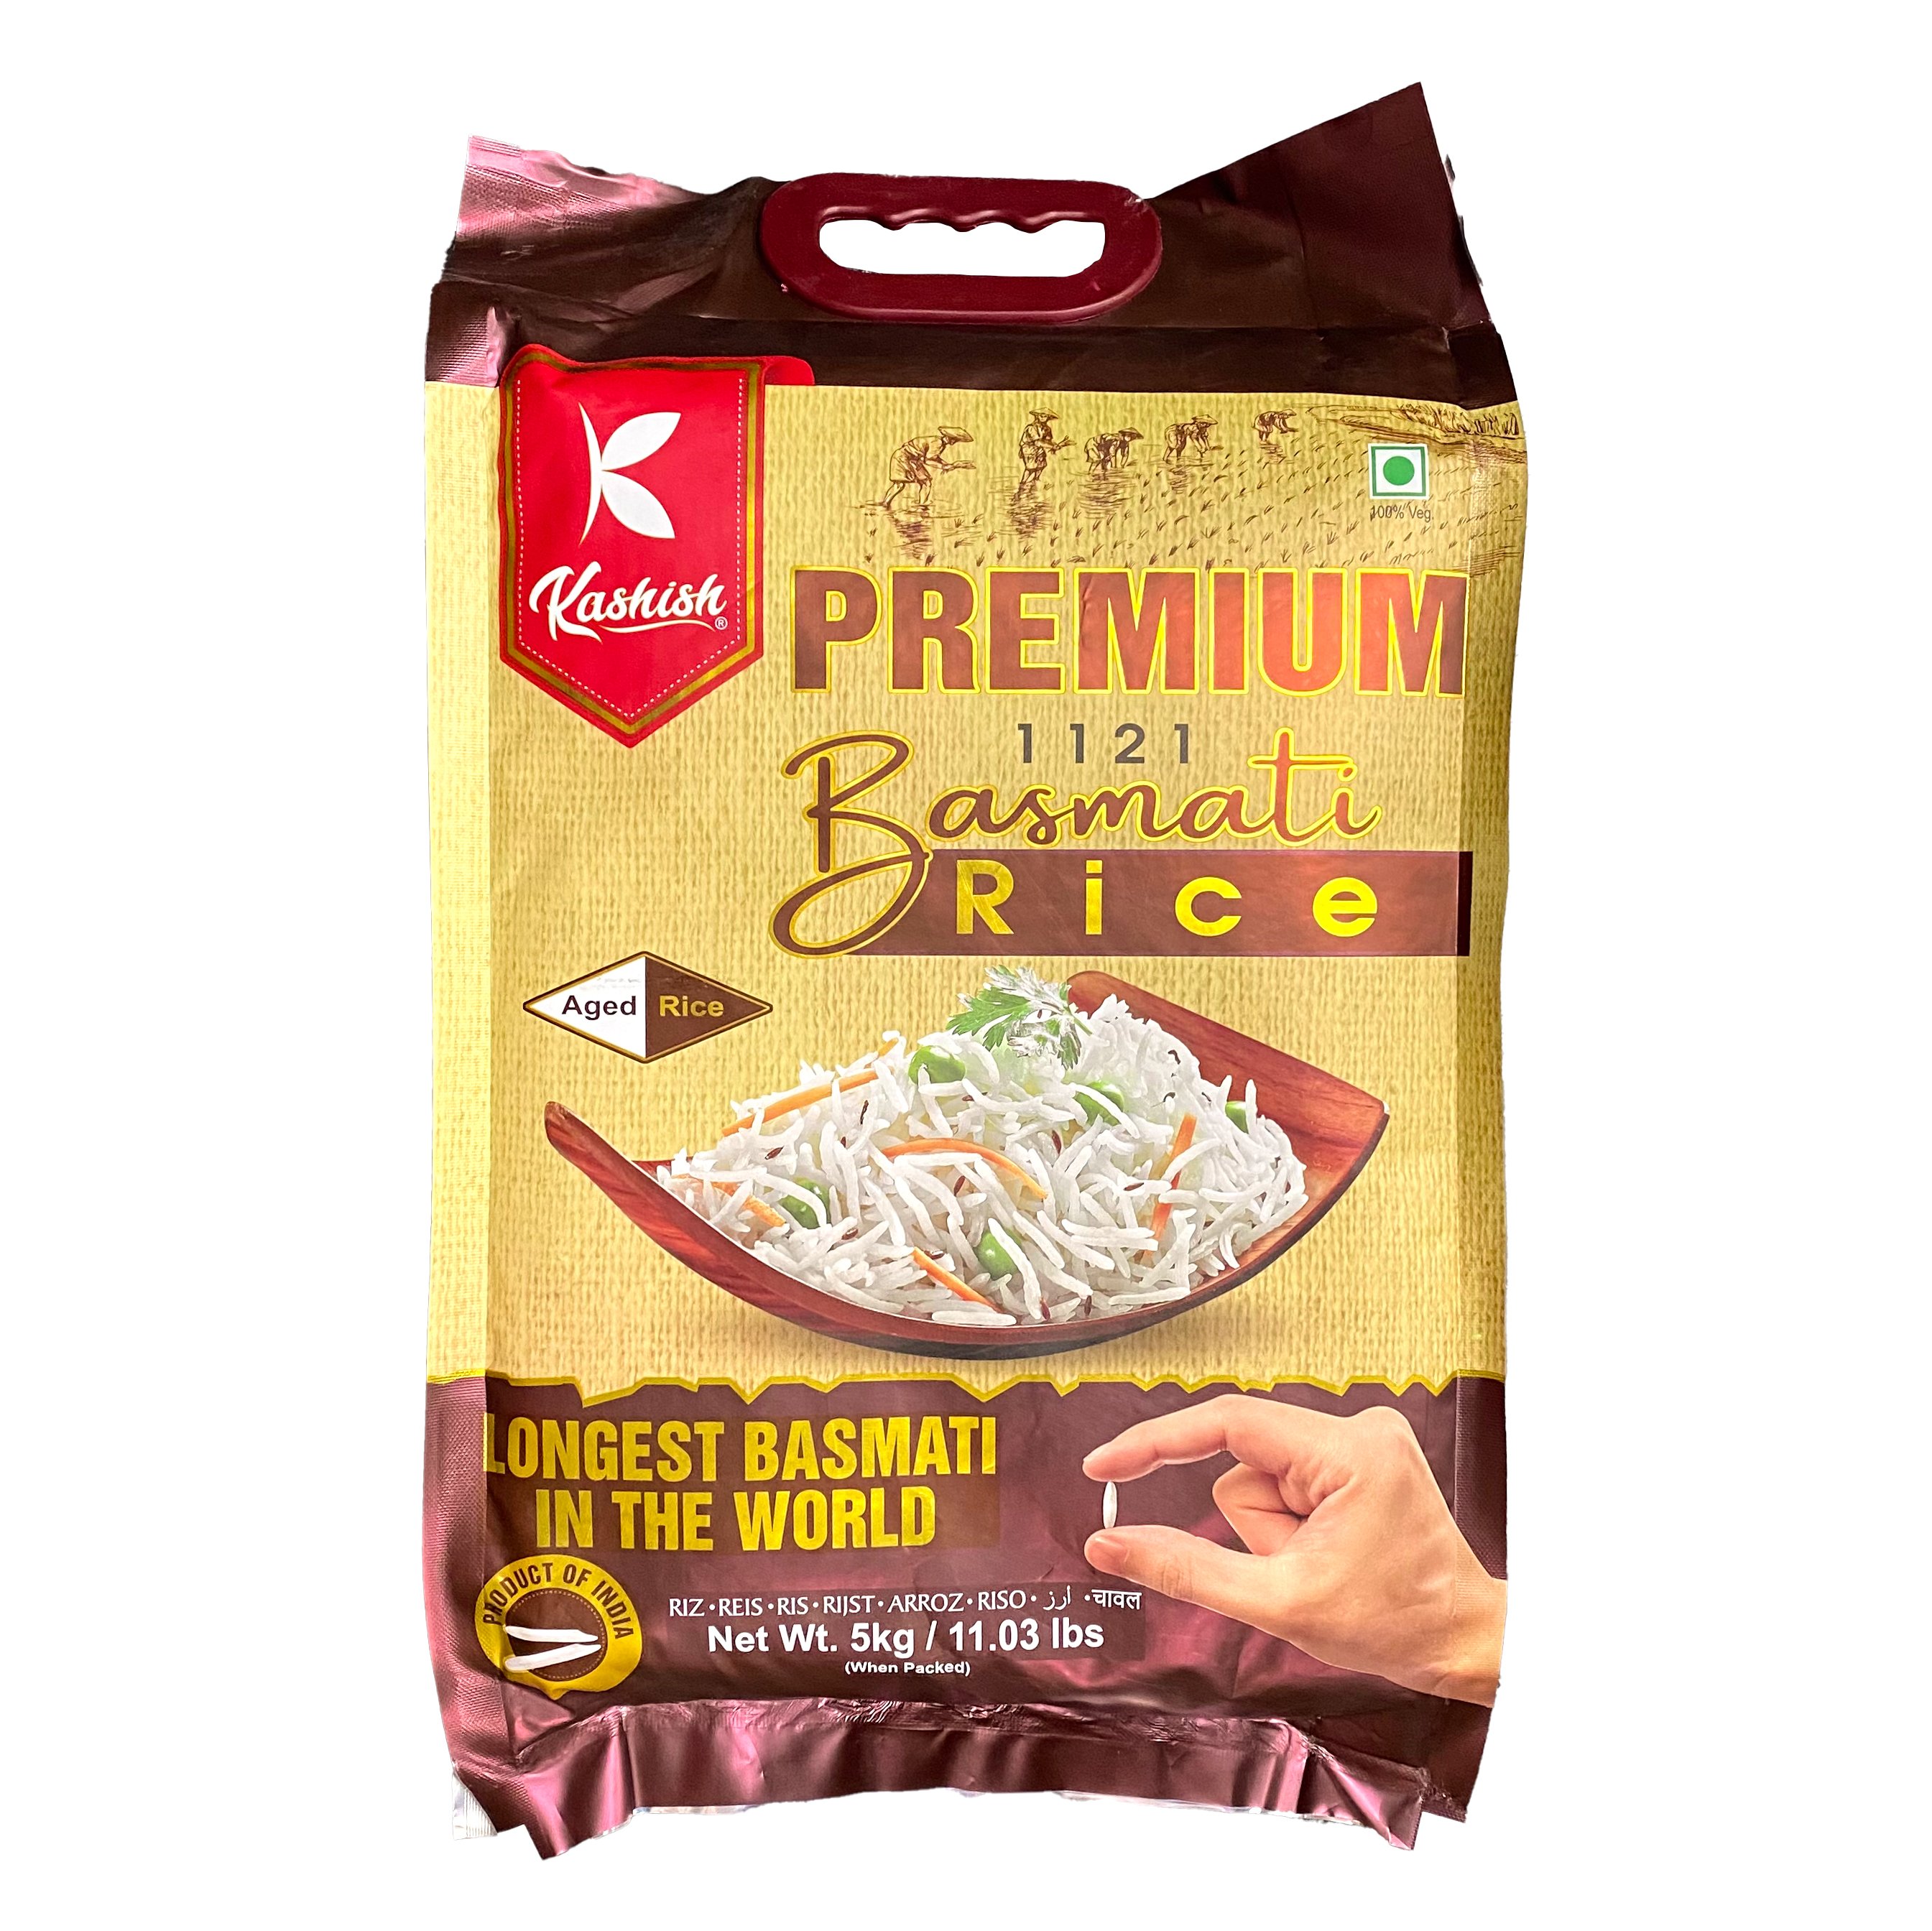 Kashish®
100% Veg.
PREMIUM
1121
Basmati
Rice
Aged Rice
LONGEST BASMATI
IN THE WORLD
PRODUCT OF INDIA
RIZ • REIS • RIS • RIJST • ARROZ • RISO • ارز • चावल
Net Wt. 5kg / 11.03 lbs
(When Packed)